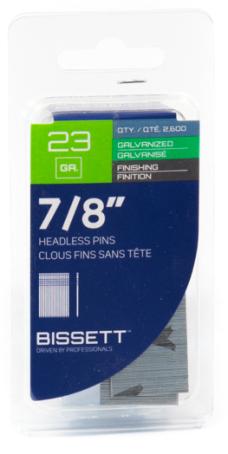 23
GA.
QTY. / QTÉ. 2,600
GALVANIZED
GALVANISÉ
FINISHING
FINITION
7/8”
HEADLESS PINS
CLOUS FINS SANS TÊTE
BISSETT
DRIVEN BY PROFESSIONALS